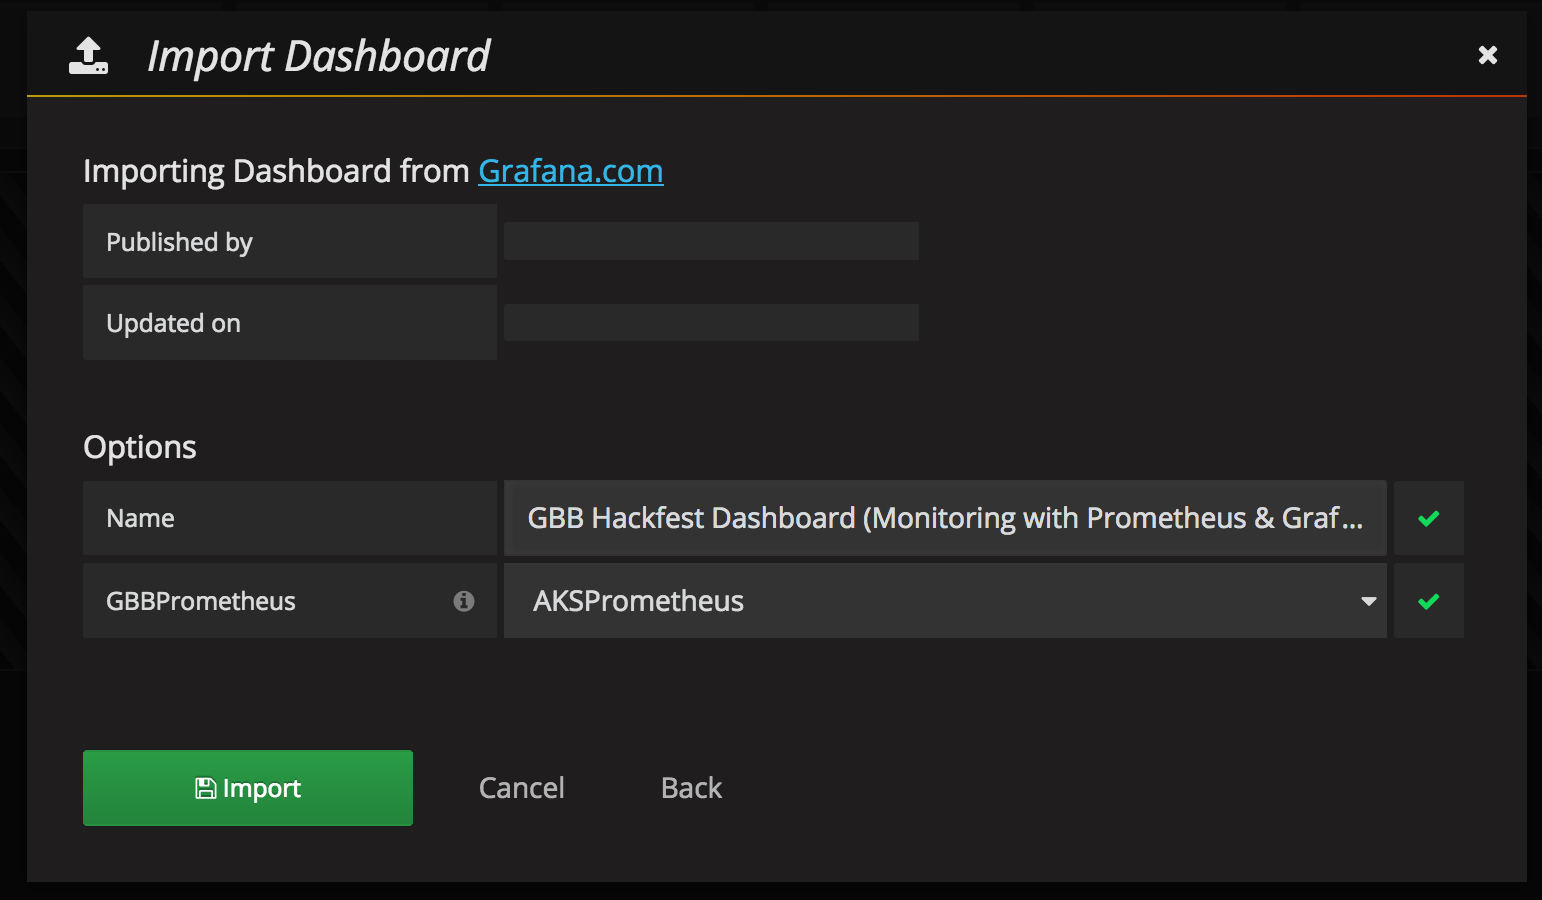 Import Dashboard
Importing Dashboard from Grafana.com
Published by
Updated on
Options
Name GBB Hackfest Dashboard (Monitoring with Prometheus & Graf...
GBBPrometheus AKSPrometheus
Import Cancel Back